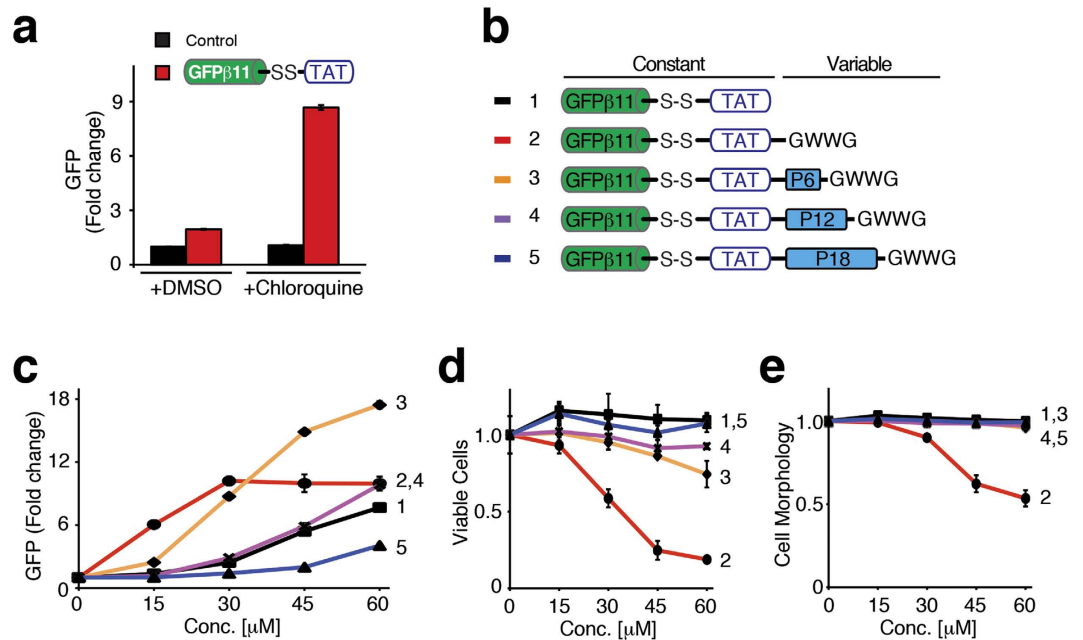 a
Control
GFPβ11 SS TAT
GFP
(Fold change)
9
6
3
0
+DMSO
+Chloroquine
b
Constant
Variable
1 GFPβ11 S-S TAT
2 GFPβ11 S-S TAT GWWG
3 GFPβ11 S-S TAT P6 GWWG
4 GFPβ11 S-S TAT P12 GWWG
5 GFPβ11 S-S TAT P18 GWWG
c
GFP (Fold change)
18
12
6
0
0 15 30 45 60
Conc. [µM]
3
2,4
1
5
d
Viable Cells
1.0
0.5
0
0 15 30 45 60
Conc. [µM]
1,5
4
3
2
e
Cell Morphology
1.0
0.5
0
0 15 30 45 60
Conc. [µM]
1,3
4,5
2